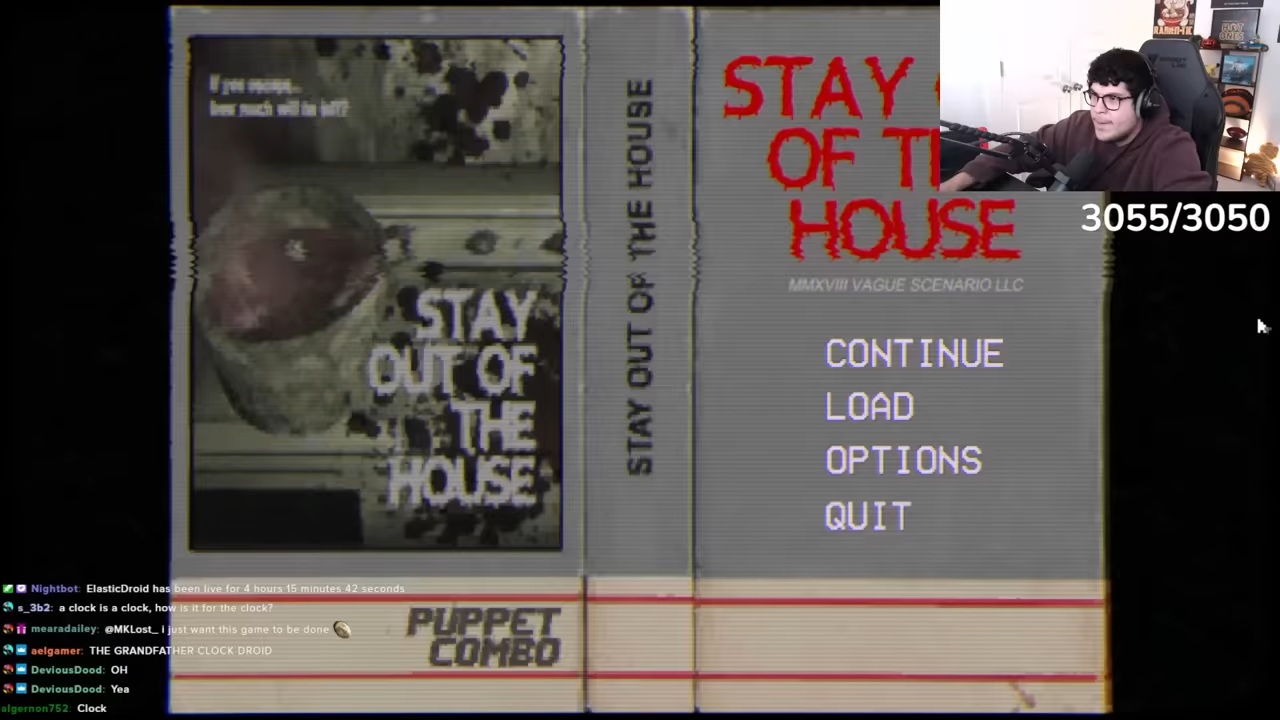 If you escape...
how much will be left?
STAY
OUT OF
THE
HOUSE
STAY OUT OF THE HOUSE
STAY
OF
HOUSE
MMXVIII VAGUE SCENARIO LLC
CONTINUE
LOAD
OPTIONS
QUIT
PUPPET
COMBO
HOT
ONES
3055/3050
Nightbot: ElasticDroid has been live for 4 hours 15 minutes 42 seconds
s_3b2: a clock is a clock, how is it for the clock?
mearadailey: @MKLost_ i just want this game to be done
aelgamer: THE GRANDFATHER CLOCK DROID
DeviousDood: OH
DeviousDood: Yea
algernon752: Clock